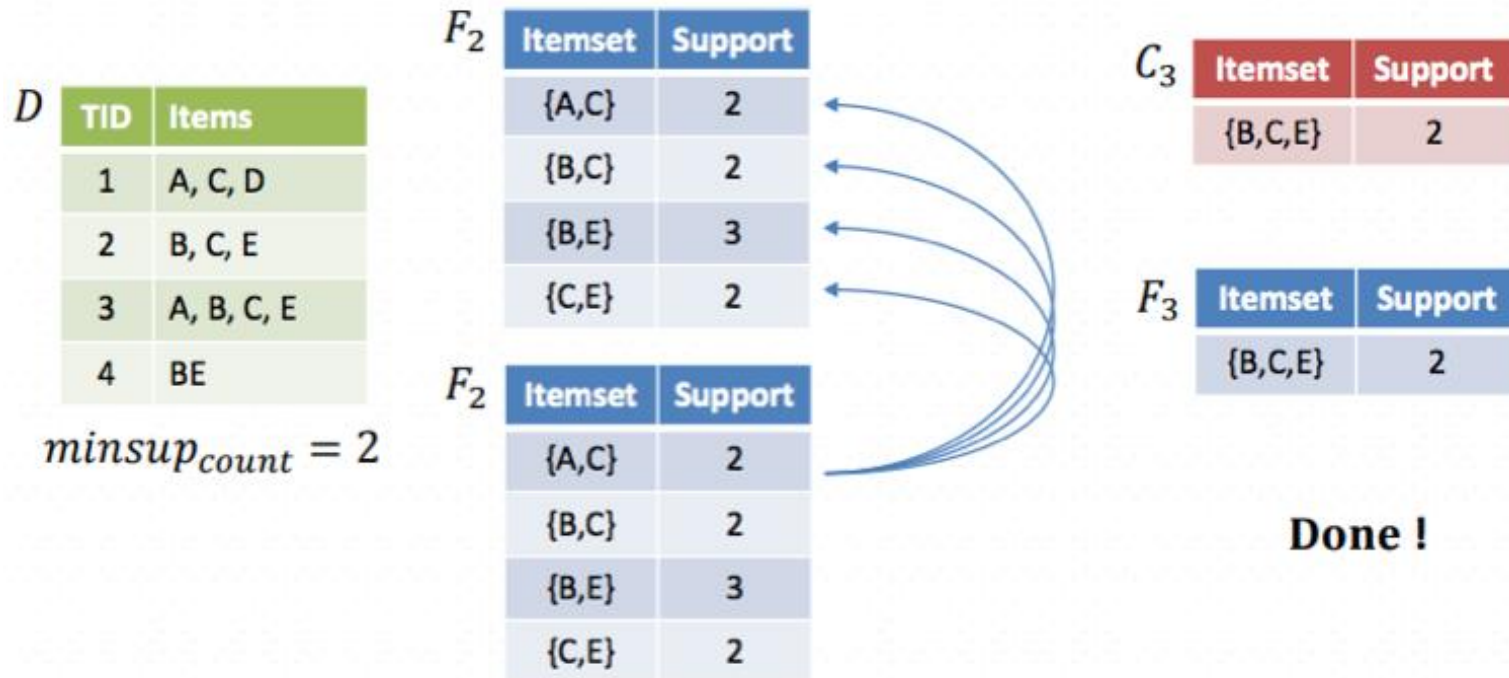 D
TID Items
1 A, C, D
2 B, C, E
3 A, B, C, E
4 BE
minsup_count = 2
F₂
Itemset Support
{A,C} 2
{B,C} 2
{B,E} 3
{C,E} 2
F₂
Itemset Support
{A,C} 2
{B,C} 2
{B,E} 3
{C,E} 2
C₃
Itemset Support
{B,C,E} 2
F₃
Itemset Support
{B,C,E} 2
Done !